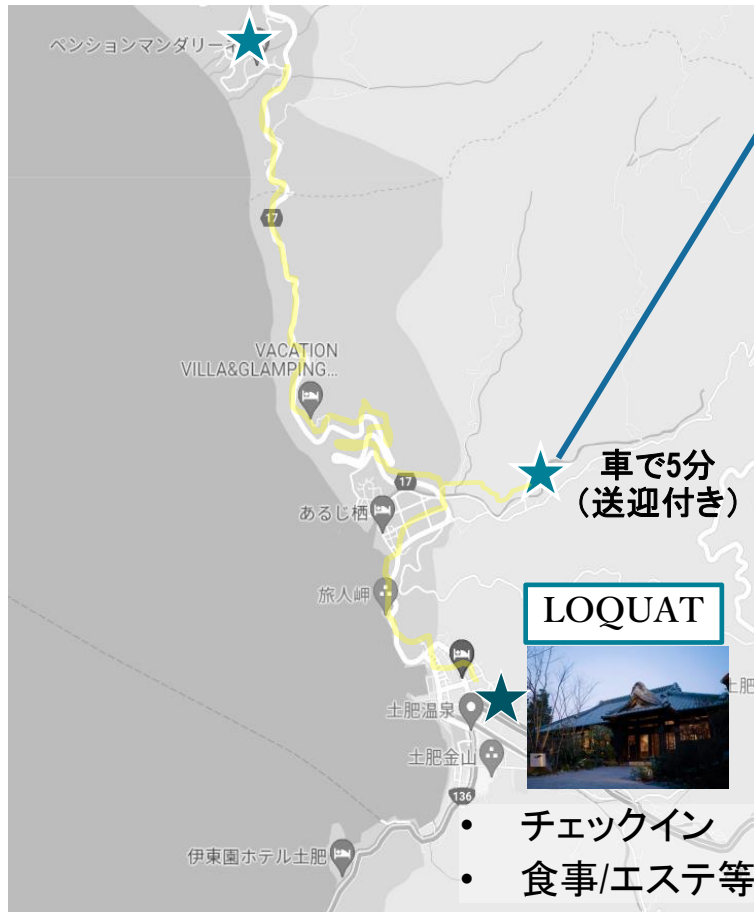 ペンションマンダリーネ
17
VACATION
VILLA&GLAMPING...
17
車で5分
(送迎付き)
あるじ栖
旅人岬
LOQUAT
土肥
土肥温泉
土肥金山
136
• チェックイン
伊東園ホテル土肥
• 食事/エステ等